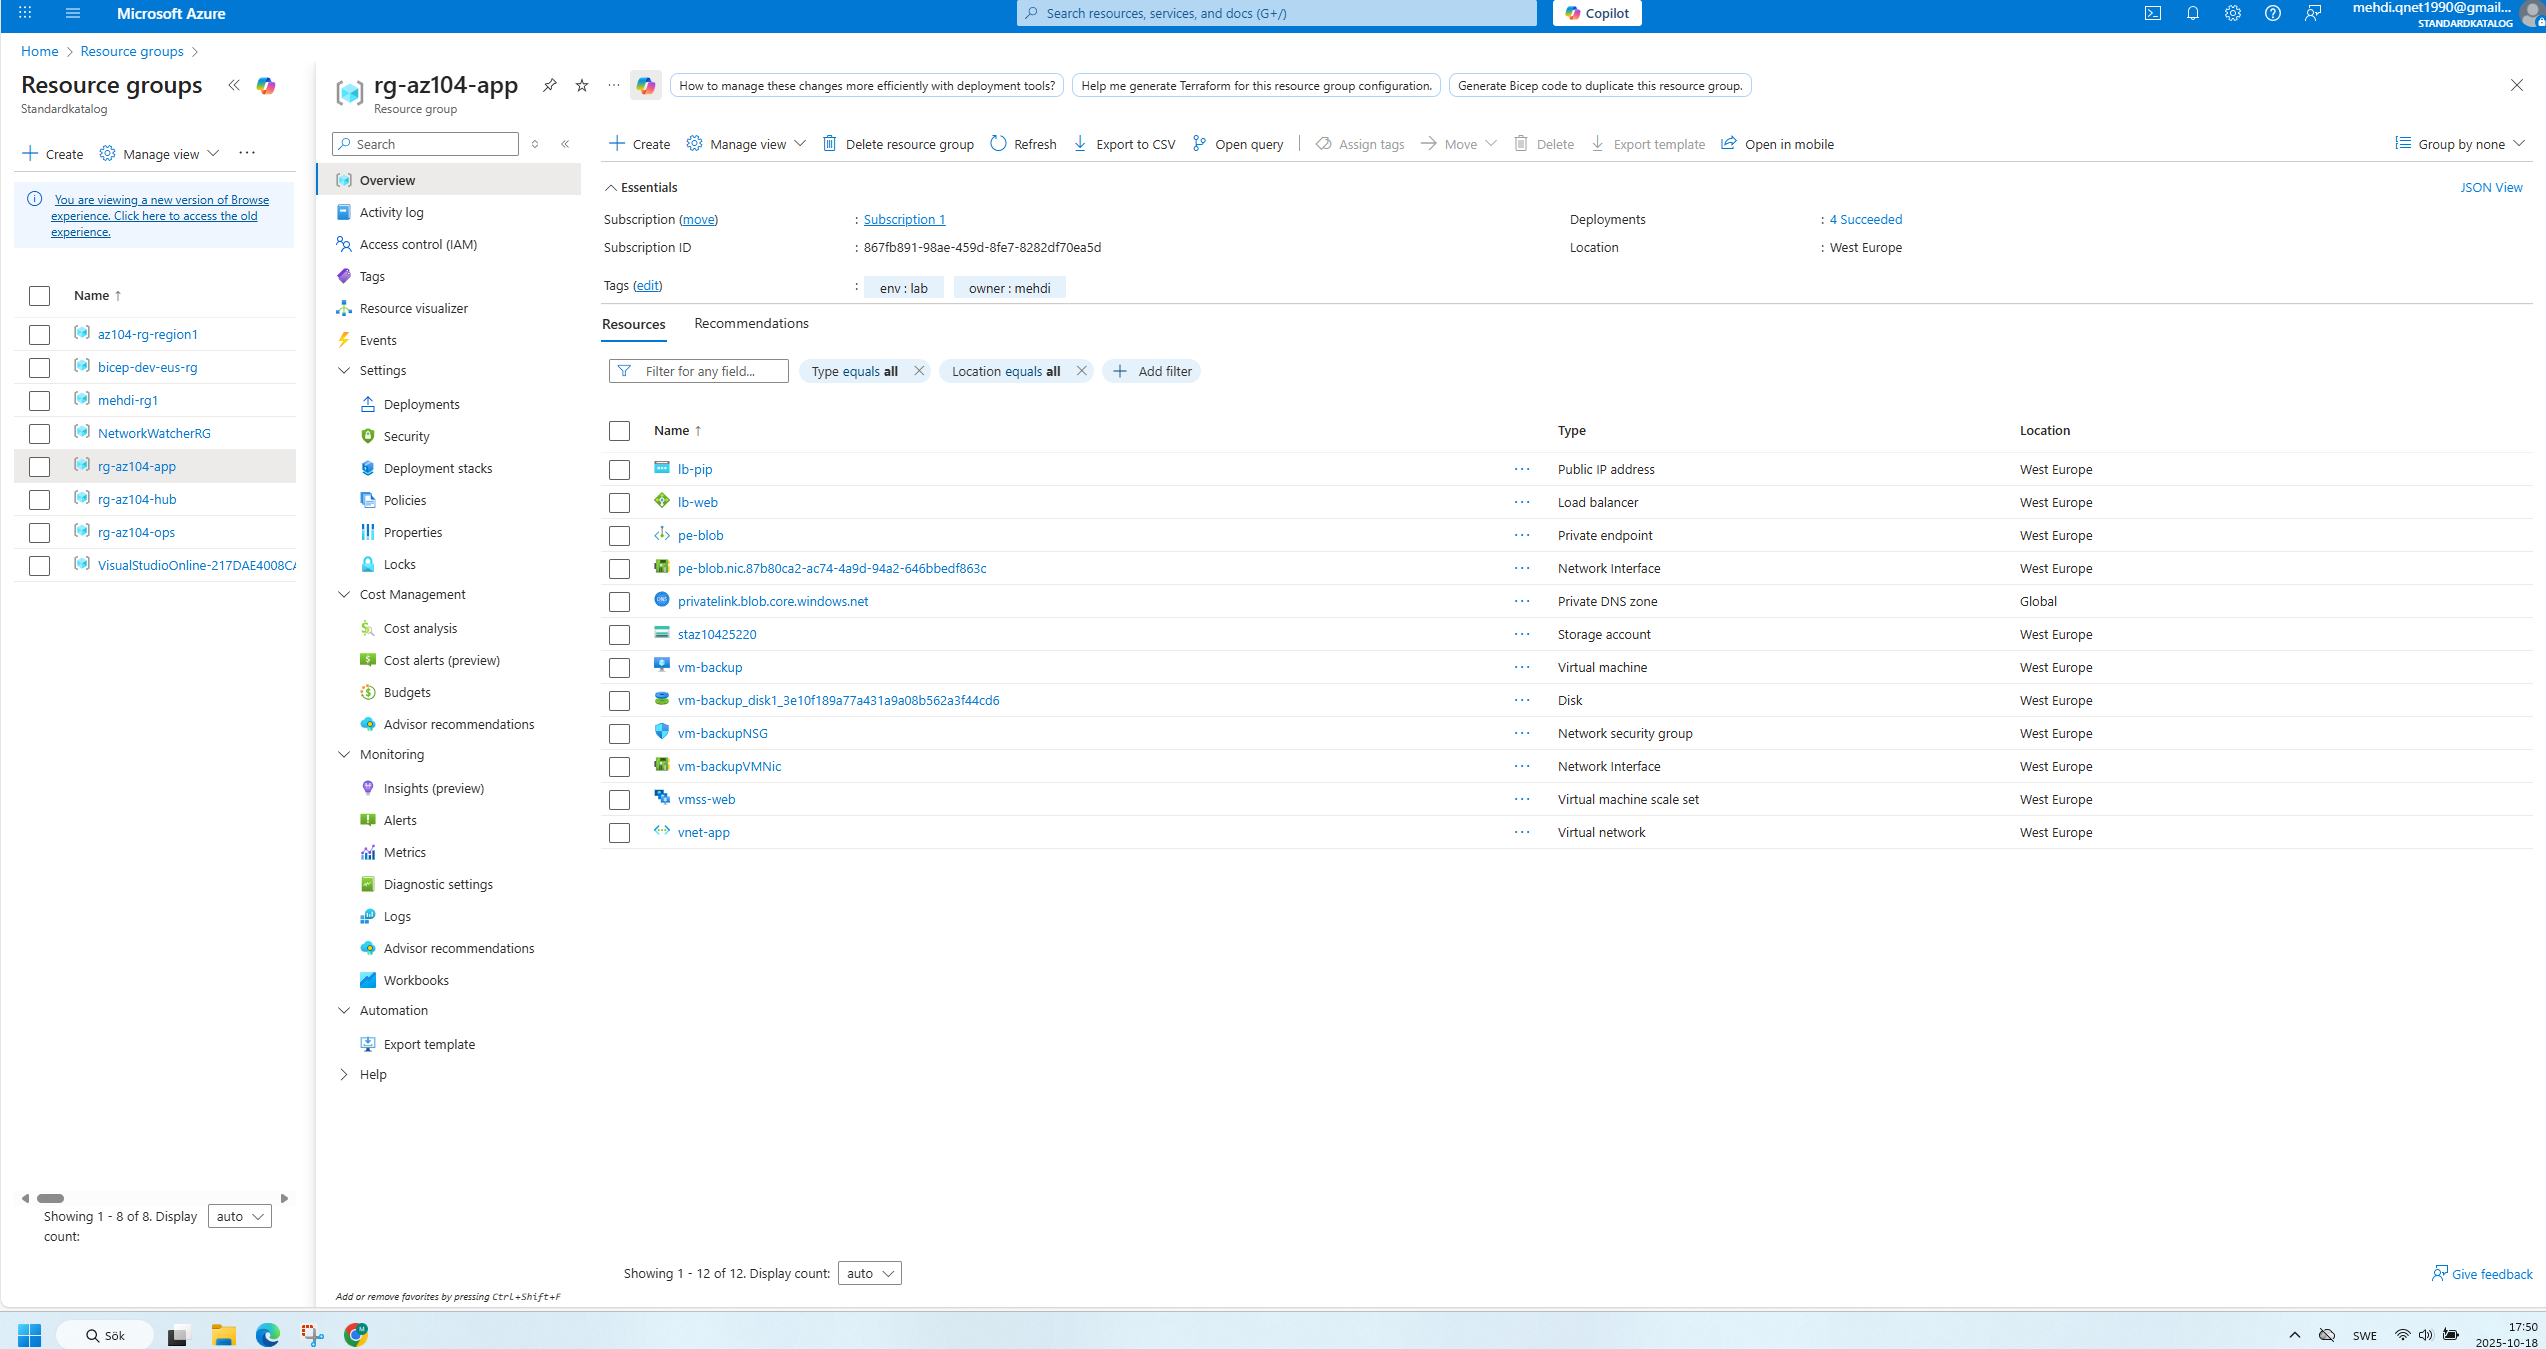 Microsoft Azure
Search resources, services, and docs (G+/)
Copilot
mehdi.qnet1990@gmail...
STANDARDKATALOG
Home > Resource groups >
Resource groups
Standardkatalog
Create
Manage view
You are viewing a new version of Browse
experience. Click here to access the old
experience.
Name ↑
az104-rg-region1
bicep-dev-eus-rg
mehdi-rg1
NetworkWatcherRG
rg-az104-app
rg-az104-hub
rg-az104-ops
VisualStudioOnline-217DAE4008CA
Showing 1 - 8 of 8. Display
count:
auto
rg-az104-app
Resource group
How to manage these changes more efficiently with deployment tools?
Help me generate Terraform for this resource group configuration.
Generate Bicep code to duplicate this resource group.
Search
Overview
Activity log
Access control (IAM)
Tags
Resource visualizer
Events
Settings
Deployments
Security
Deployment stacks
Policies
Properties
Locks
Cost Management
Cost analysis
Cost alerts (preview)
Budgets
Advisor recommendations
Monitoring
Insights (preview)
Alerts
Metrics
Diagnostic settings
Logs
Advisor recommendations
Workbooks
Automation
Export template
Help
Add or remove favorites by pressing Ctrl+Shift+F
Create
Manage view
Delete resource group
Refresh
Export to CSV
Open query
Assign tags
Move
Delete
Export template
Open in mobile
Group by none
Essentials
JSON View
Subscription (move) : Subscription 1
Deployments : 4 Succeeded
Subscription ID : 867fb891-98ae-459d-8fe7-8282df70ea5d
Location : West Europe
Tags (edit) : env : lab owner : mehdi
Resources
Recommendations
Filter for any field...
Type equals all
Location equals all
Add filter
Name ↑ Type Location
lb-pip ··· Public IP address West Europe
lb-web ··· Load balancer West Europe
pe-blob ··· Private endpoint West Europe
pe-blob.nic.87b80ca2-ac74-4a9d-94a2-646bbedf863c ··· Network Interface West Europe
privatelink.blob.core.windows.net ··· Private DNS zone Global
staz10425220 ··· Storage account West Europe
vm-backup ··· Virtual machine West Europe
vm-backup_disk1_3e10f189a77a431a9a08b562a3f44cd6 ··· Disk West Europe
vm-backupNSG ··· Network security group West Europe
vm-backupVMNic ··· Network Interface West Europe
vmss-web ··· Virtual machine scale set West Europe
vnet-app ··· Virtual network West Europe
Showing 1 - 12 of 12. Display count:
auto
Give feedback
Sök
SWE
17:50
2025-10-18